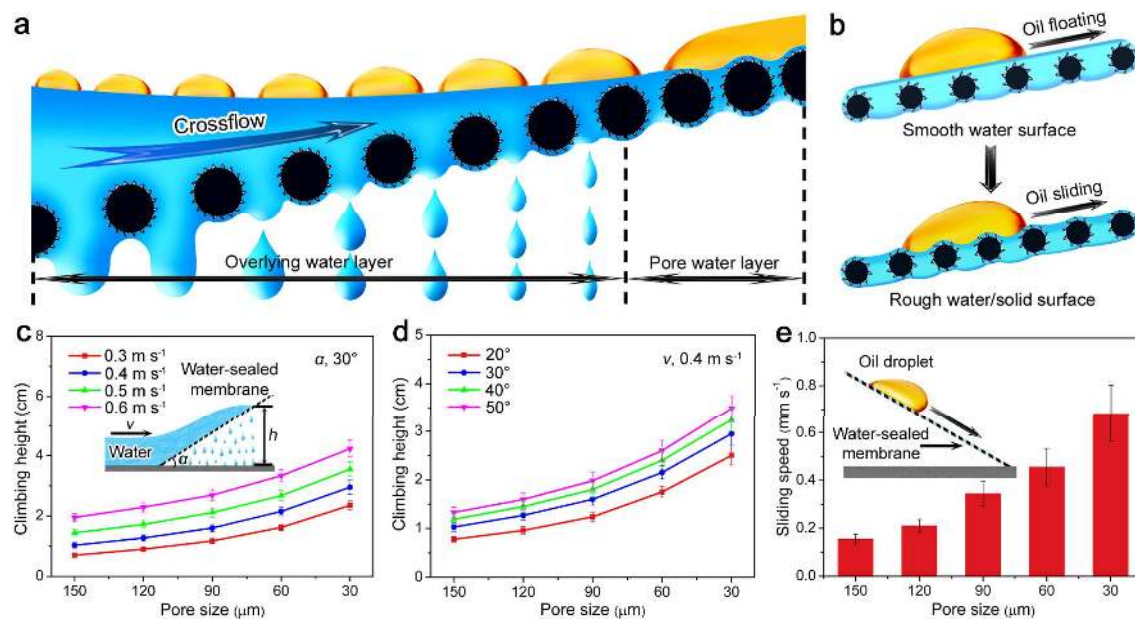 a
Crossflow
Overlying water layer
Pore water layer
b
Oil floating
Smooth water surface
Oil sliding
Rough water/solid surface
c
8
6
4
2
0
Climbing height (cm)
0.3 m s⁻¹
0.4 m s⁻¹
0.5 m s⁻¹
0.6 m s⁻¹
α, 30°
Water-sealed
membrane
v
Water
α
h
150 120 90 60 30
Pore size (μm)
d
5
4
3
2
1
0
Climbing height (cm)
20°
30°
40°
50°
v, 0.4 m s⁻¹
150 120 90 60 30
Pore size (μm)
e
1.0
0.8
0.6
0.4
0.2
0.0
Sliding speed (mm s⁻¹)
Oil droplet
Water-sealed
membrane
150 120 90 60 30
Pore size (μm)